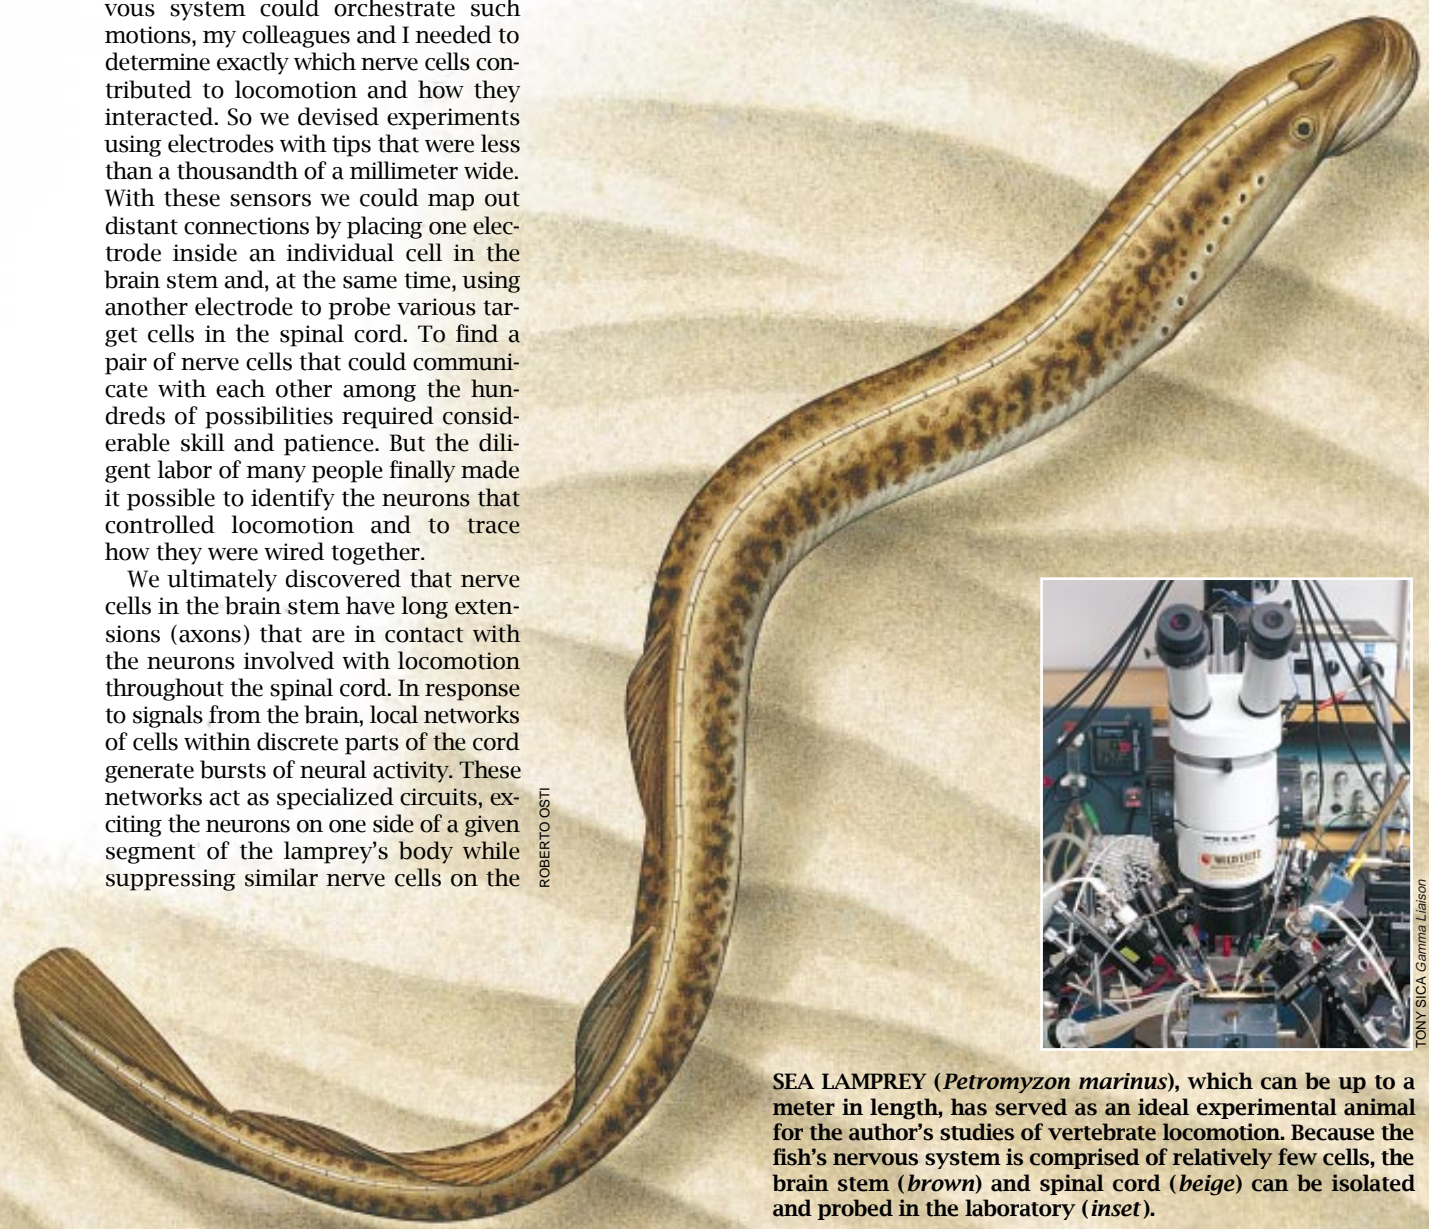 vous system could orchestrate such
motions, my colleagues and I needed to
determine exactly which nerve cells con-
tributed to locomotion and how they
interacted. So we devised experiments
using electrodes with tips that were less
than a thousandth of a millimeter wide.
With these sensors we could map out
distant connections by placing one elec-
trode inside an individual cell in the
brain stem and, at the same time, using
another electrode to probe various tar-
get cells in the spinal cord. To find a
pair of nerve cells that could communi-
cate with each other among the hun-
dreds of possibilities required consid-
erable skill and patience. But the dili-
gent labor of many people finally made
it possible to identify the neurons that
controlled locomotion and to trace
how they were wired together.
We ultimately discovered that nerve
cells in the brain stem have long exten-
sions (axons) that are in contact with
the neurons involved with locomotion
throughout the spinal cord. In response
to signals from the brain, local networks
of cells within discrete parts of the cord
generate bursts of neural activity. These
networks act as specialized circuits, ex-
citing the neurons on one side of a given
segment of the lamprey's body while
suppressing similar nerve cells on the
ROBERTO OSTI
TONY SICA Gamma Liaison
SEA LAMPREY (Petromyzon marinus), which can be up to a
meter in length, has served as an ideal experimental animal
for the author's studies of vertebrate locomotion. Because the
fish's nervous system is comprised of relatively few cells, the
brain stem (brown) and spinal cord (beige) can be isolated
and probed in the laboratory (inset).